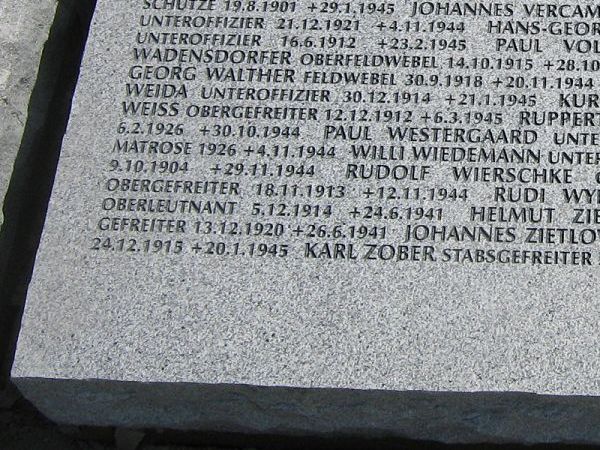 SCHÜTZE 19.8.1901 +29.1.1945 JOHANNES VERCAM
UNTEROFFIZIER 21.12.1921 +4.11.1944 HANS-GEOR
UNTEROFFIZIER 16.6.1912 +23.2.1945 PAUL VOL
WADENSDORFER OBERFELDWEBEL 14.10.1915 +28.10
GEORG WALTHER FELDWEBEL 30.9.1918 +20.11.1944
WEIDA UNTEROFFIZIER 30.12.1914 +21.1.1945 KUR
WEISS OBERGEFREITER 12.12.1912 +6.3.1945 RUPPERT
6.2.1926 +30.10.1944 PAUL WESTERGAARD UNTE
MATROSE 1926 +4.11.1944 WILLI WIEDEMANN UNTER
9.10.1904 +29.11.1944 RUDOLF WIERSCHKE
OBERGEFREITER 18.11.1913 +12.11.1944 RUDI WY
OBERLEUTNANT 5.12.1914 +24.6.1941 HELMUT ZIE
GEFREITER 13.12.1920 +26.6.1941 JOHANNES ZIETLOW
24.12.1915 +20.1.1945 KARL ZOBER STABSGEFREITER